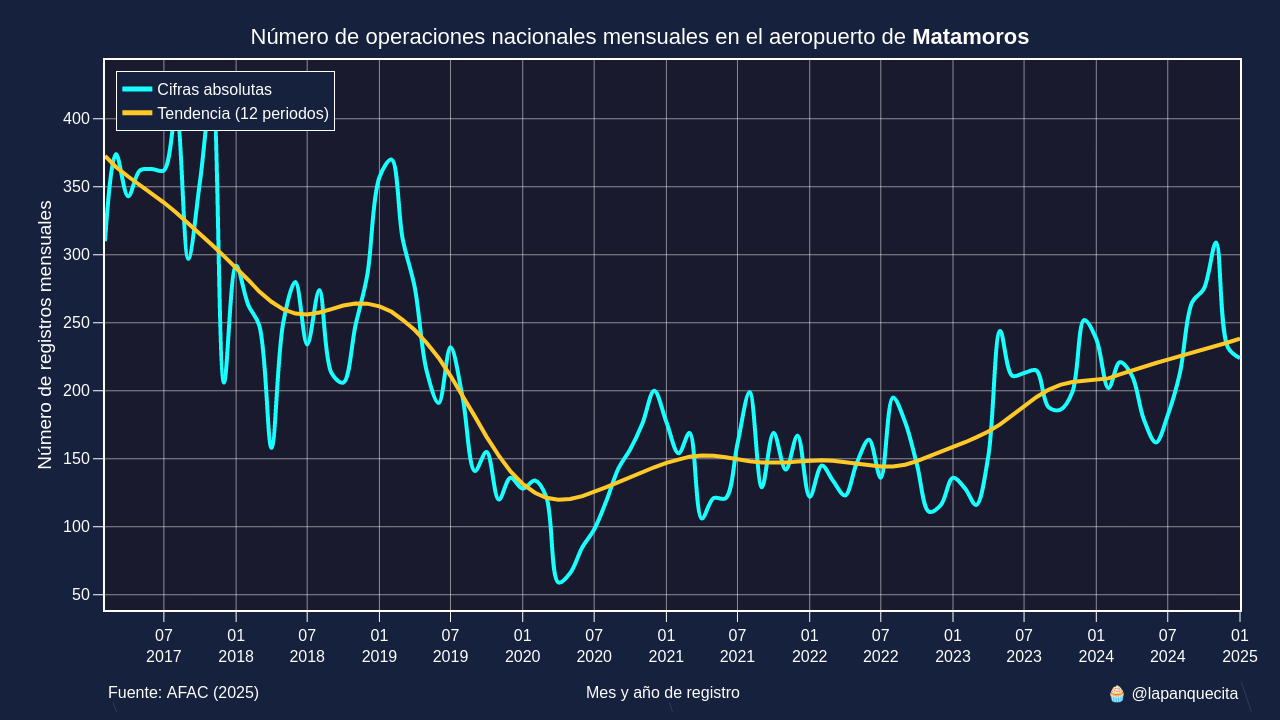 Número de operaciones nacionales mensuales en el aeropuerto de Matamoros
Cifras absolutas
Tendencia (12 periodos)
Número de registros mensuales
400
350
300
250
200
150
100
50
07 01 07 01 07 01 07 01 07 01 07 01 07 01 07 01
2017 2018 2018 2019 2019 2020 2020 2021 2021 2022 2022 2023 2023 2024 2024 2025
Fuente: AFAC (2025) Mes y año de registro 🧁 @lapanquecita